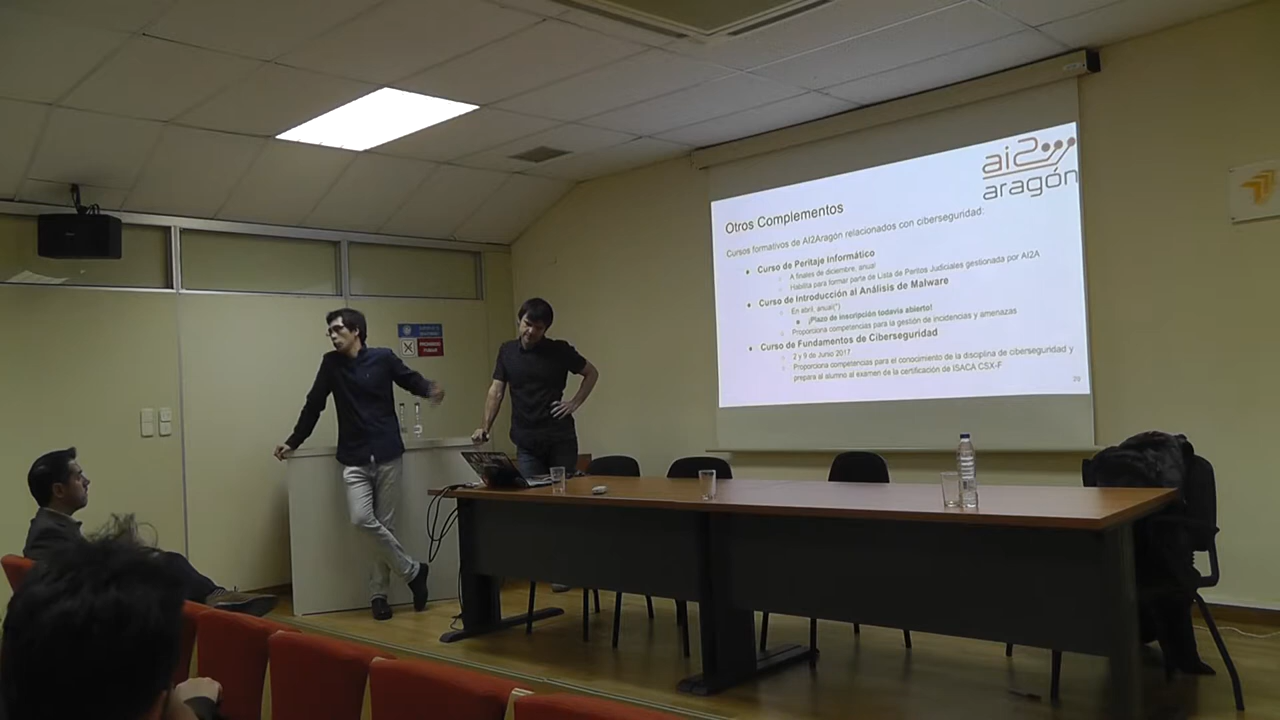 ai2
aragón
Otros Complementos
Cursos formativos de AI2Aragón relacionados con ciberseguridad:
Curso de Peritaje Informático
A finales de diciembre, anual
Habilita para formar parte de Lista de Peritos Judiciales gestionada por AI2A
Curso de Introducción al Análisis de Malware
En abril, anual(*)
¡Plazo de inscripción todavía abierto!
Proporciona competencias para la gestión de incidencias y amenazas
Curso de Fundamentos de Ciberseguridad
2 y 9 de Junio 2017
Proporciona competencias para el conocimiento de la disciplina de ciberseguridad y
prepara al alumno al examen de la certificación de ISACA CSX-F
39